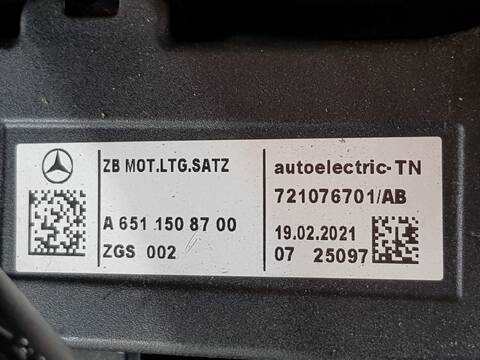 ZB MOT.LTG.SATZ
A 651 150 87 00
ZGS 002
autoelectric-TN
721076701/AB
19.02.2021
07 25097